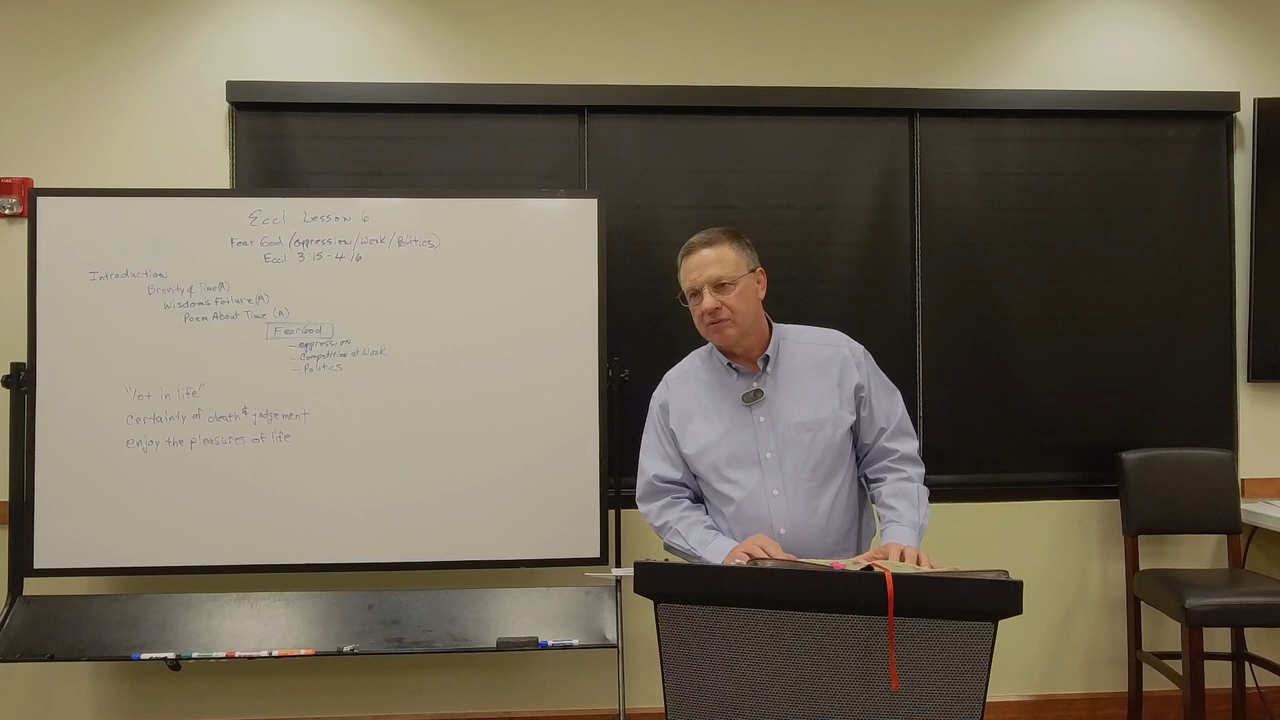 Eccl Lesson 6
Fear God (oppression/Work/Politics)
Eccl 3:15-4:16
Introduction
Brevity of Time (A)
Wisdom's Failure (A)
Poem About Time (A)
Fear God
- oppression
- Competition at Work
- Politics
"lot in life"
Certainty of death & judgement
enjoy the pleasures of life
FIRE